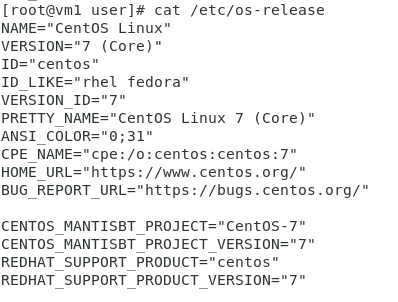 [root@vm1 user]# cat /etc/os-release
NAME="CentOS Linux"
VERSION="7 (Core)"
ID="centos"
ID_LIKE="rhel fedora"
VERSION_ID="7"
PRETTY_NAME="CentOS Linux 7 (Core)"
ANSI_COLOR="0;31"
CPE_NAME="cpe:/o:centos:centos:7"
HOME_URL="https://www.centos.org/"
BUG_REPORT_URL="https://bugs.centos.org/"

CENTOS_MANTISBT_PROJECT="CentOS-7"
CENTOS_MANTISBT_PROJECT_VERSION="7"
REDHAT_SUPPORT_PRODUCT="centos"
REDHAT_SUPPORT_PRODUCT_VERSION="7"